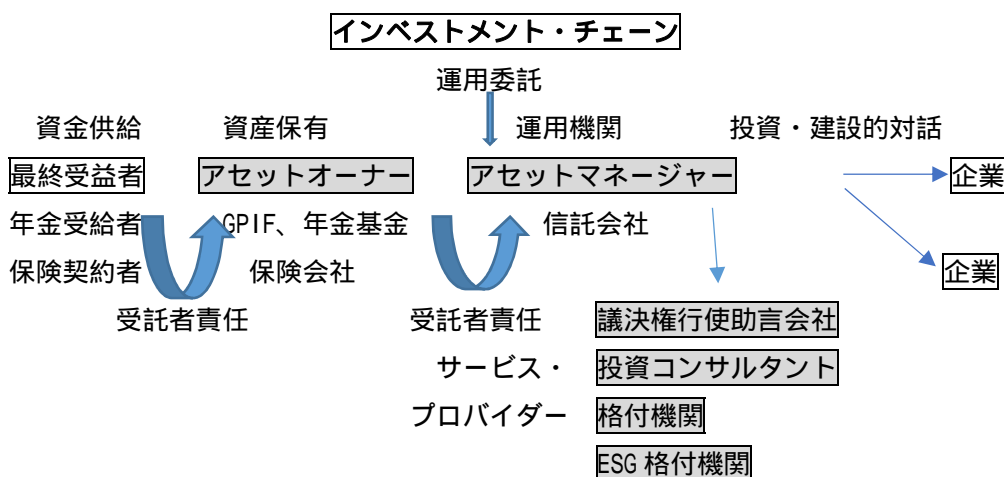 インベストメント・チェーン
運用委託
資金供給 資産保有 運用機関 投資・建設的対話
最終受益者 アセットオーナー アセットマネージャー 企業
年金受給者 GPIF、年金基金 信託会社
保険契約者 保険会社 企業
受託者責任 受託者責任 議決権行使助言会社
サービス・ 投資コンサルタント
プロバイダー 格付機関
ESG 格付機関